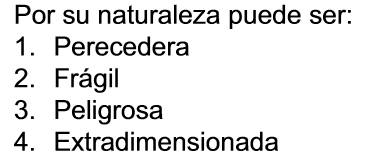 Por su naturaleza puede ser:
1. Perecedera
2. Frágil
3. Peligrosa
4. Extradimensionada